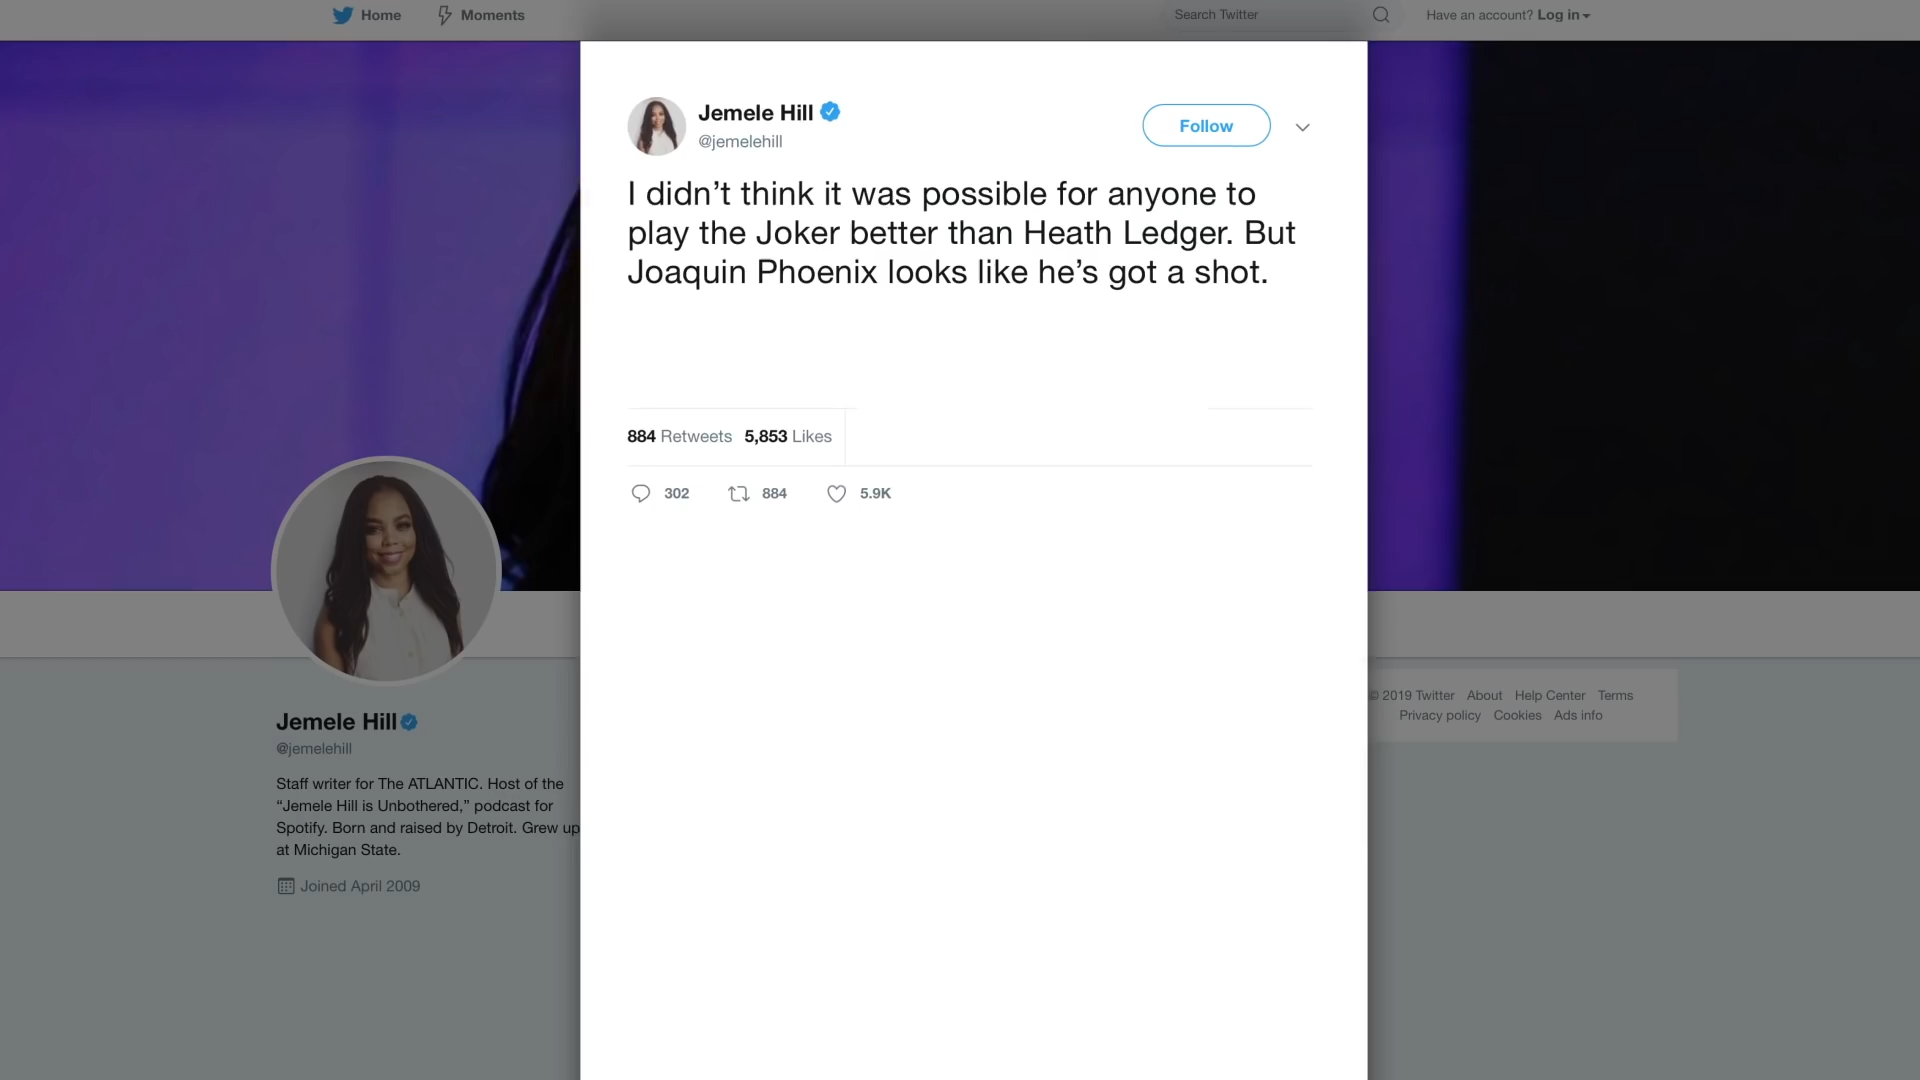 Home Moments Search Twitter Have an account? Log in
Jemele Hill
@jemelehill
Follow
I didn’t think it was possible for anyone to
play the Joker better than Heath Ledger. But
Joaquin Phoenix looks like he’s got a shot.
884 Retweets 5,853 Likes
302 884 5.9K
Jemele Hill
@jemelehill
Staff writer for The ATLANTIC. Host of the
“Jemele Hill is Unbothered,” podcast for
Spotify. Born and raised by Detroit. Grew up
at Michigan State.
Joined April 2009
© 2019 Twitter About Help Center Terms
Privacy policy Cookies Ads info